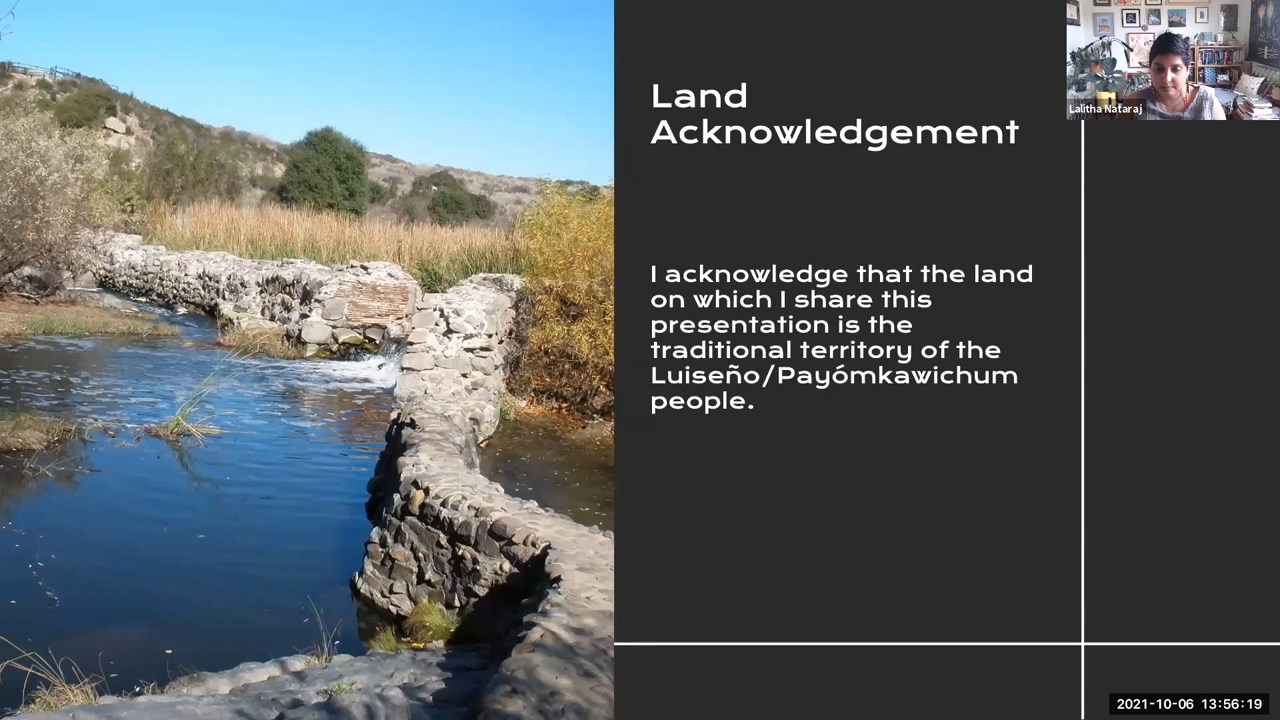 Land
Acknowledgement
Lalitha Nataraj
I acknowledge that the land
on which I share this
presentation is the
traditional territory of the
Luiseño/Payómkawichum
people.
2021-10-06 13:56:19